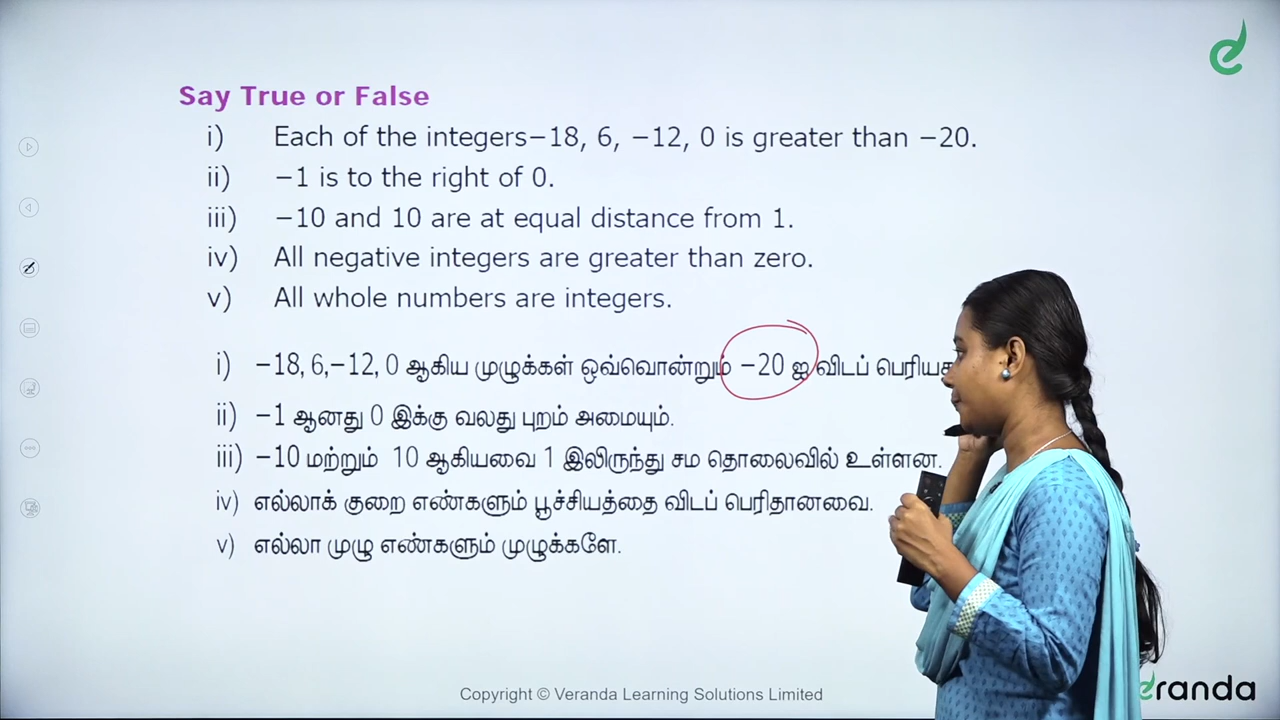 Say True or False
i) Each of the integers−18, 6, −12, 0 is greater than −20.
ii) −1 is to the right of 0.
iii) −10 and 10 are at equal distance from 1.
iv) All negative integers are greater than zero.
v) All whole numbers are integers.
i) −18, 6,−12, 0 ஆகிய முழுக்கள் ஒவ்வொன்றும் −20 ஐ விடப்
ii) −1 ஆனது 0 இக்கு வலது புறம் அமையும்.
iii) −10 மற்றும் 10 ஆகியவை 1 இலிருந்து சம தொலைவில் உள்ளன.
iv) எல்லாக் குறை எண்களும் பூச்சியத்தை விடப் பெரிதானவை.
v) எல்லா முழு எண்களும் முழுக்களே.
Copyright © Veranda Learning Solutions Limited
randa